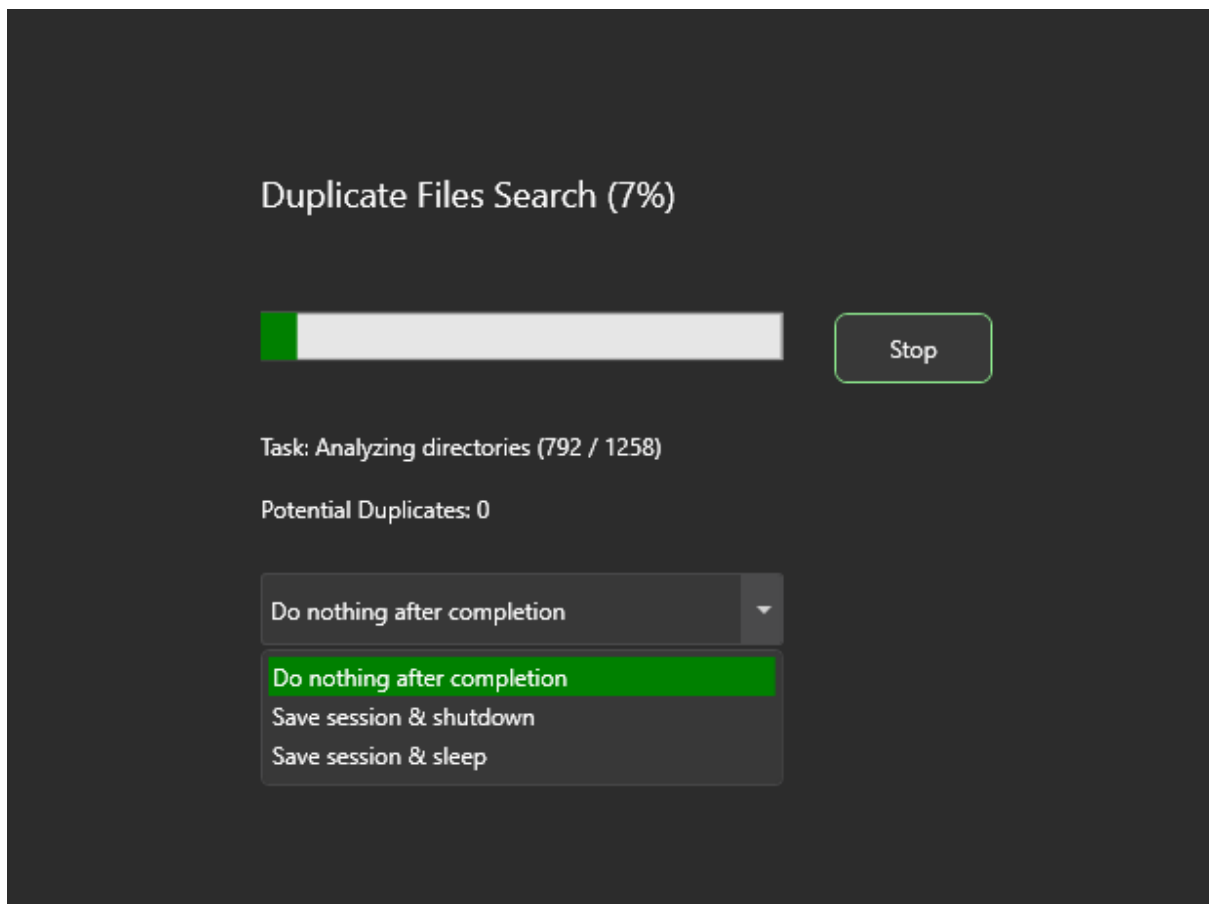 Duplicate Files Search (7%)
Stop
Task: Analyzing directories (792 / 1258)
Potential Duplicates: 0
Do nothing after completion
Do nothing after completion
Save session & shutdown
Save session & sleep